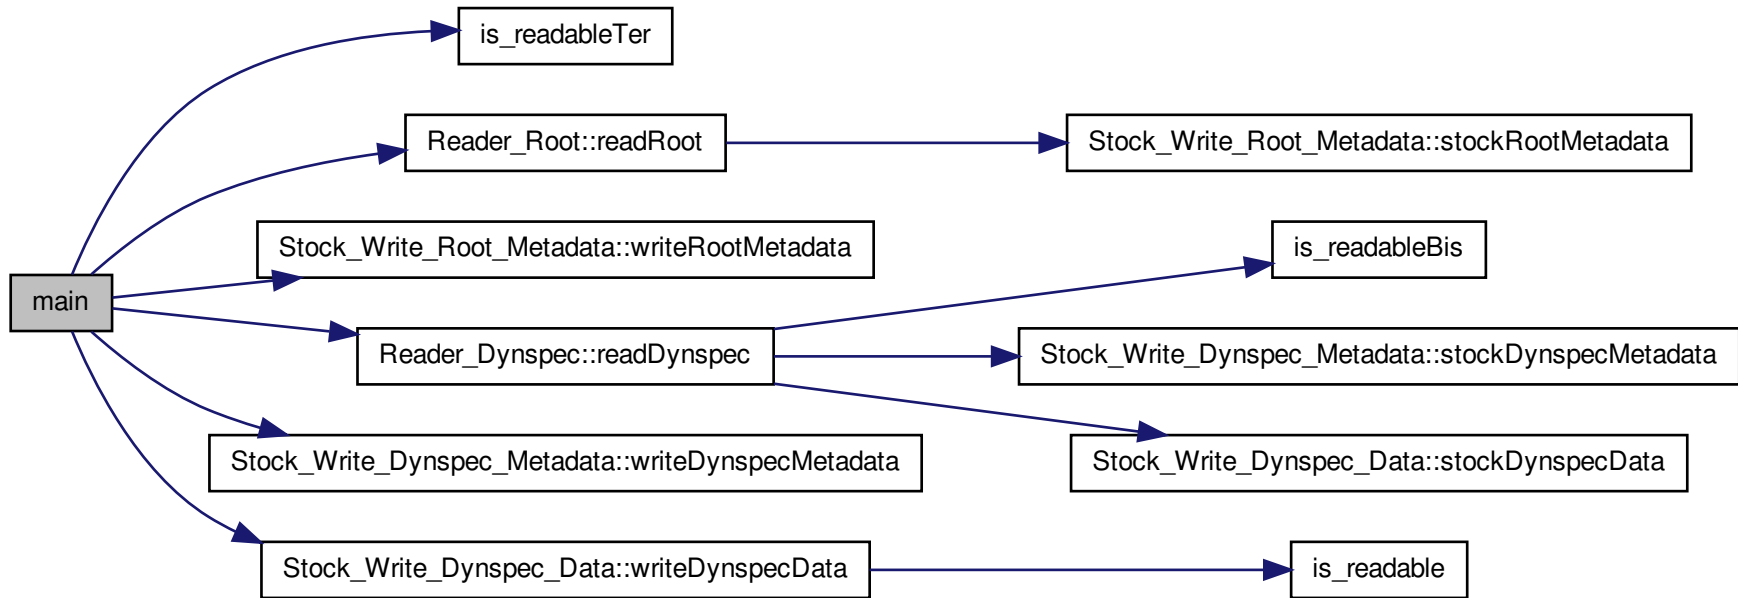 is_readableTer
Reader_Root::readRoot
Stock_Write_Root_Metadata::stockRootMetadata
Stock_Write_Root_Metadata::writeRootMetadata
is_readableBis
main
Reader_Dynspec::readDynspec
Stock_Write_Dynspec_Metadata::stockDynspecMetadata
Stock_Write_Dynspec_Metadata::writeDynspecMetadata
Stock_Write_Dynspec_Data::stockDynspecData
Stock_Write_Dynspec_Data::writeDynspecData
is_readable